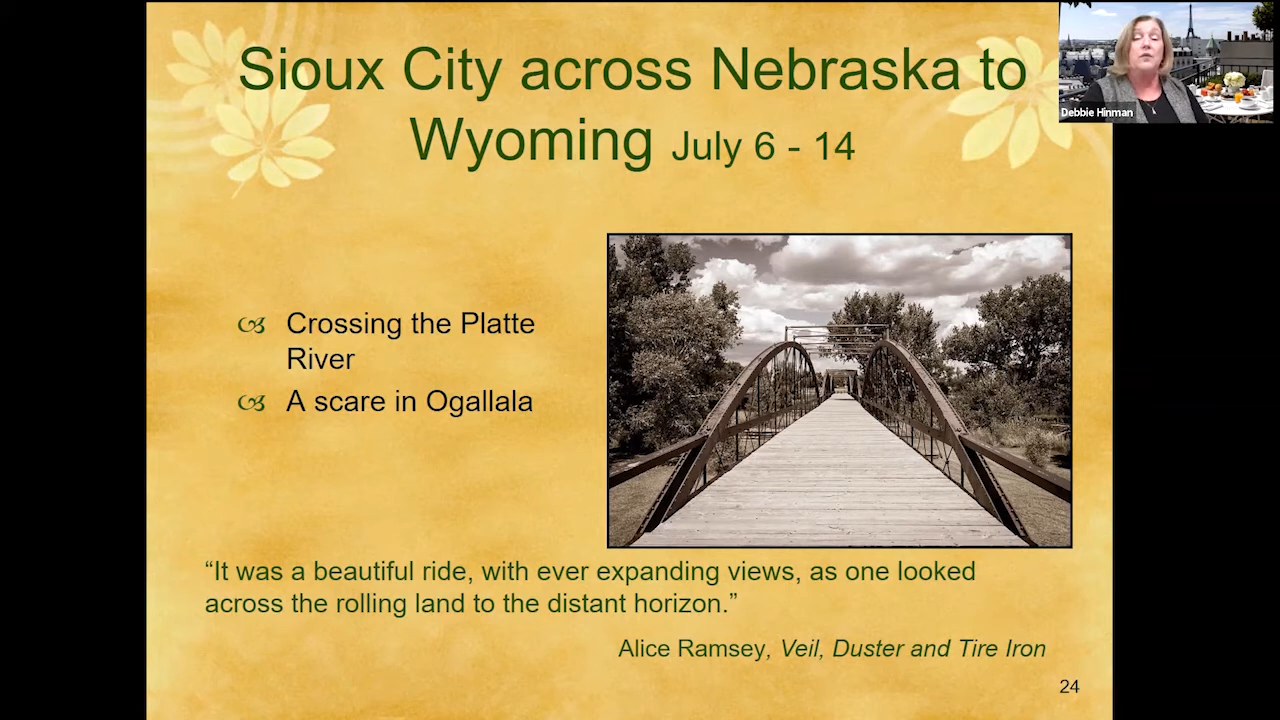 Sioux City across Nebraska to
Wyoming July 6 - 14
Debbie Hinman
Crossing the Platte
River
A scare in Ogallala
“It was a beautiful ride, with ever expanding views, as one looked
across the rolling land to the distant horizon.”
Alice Ramsey, Veil, Duster and Tire Iron
24